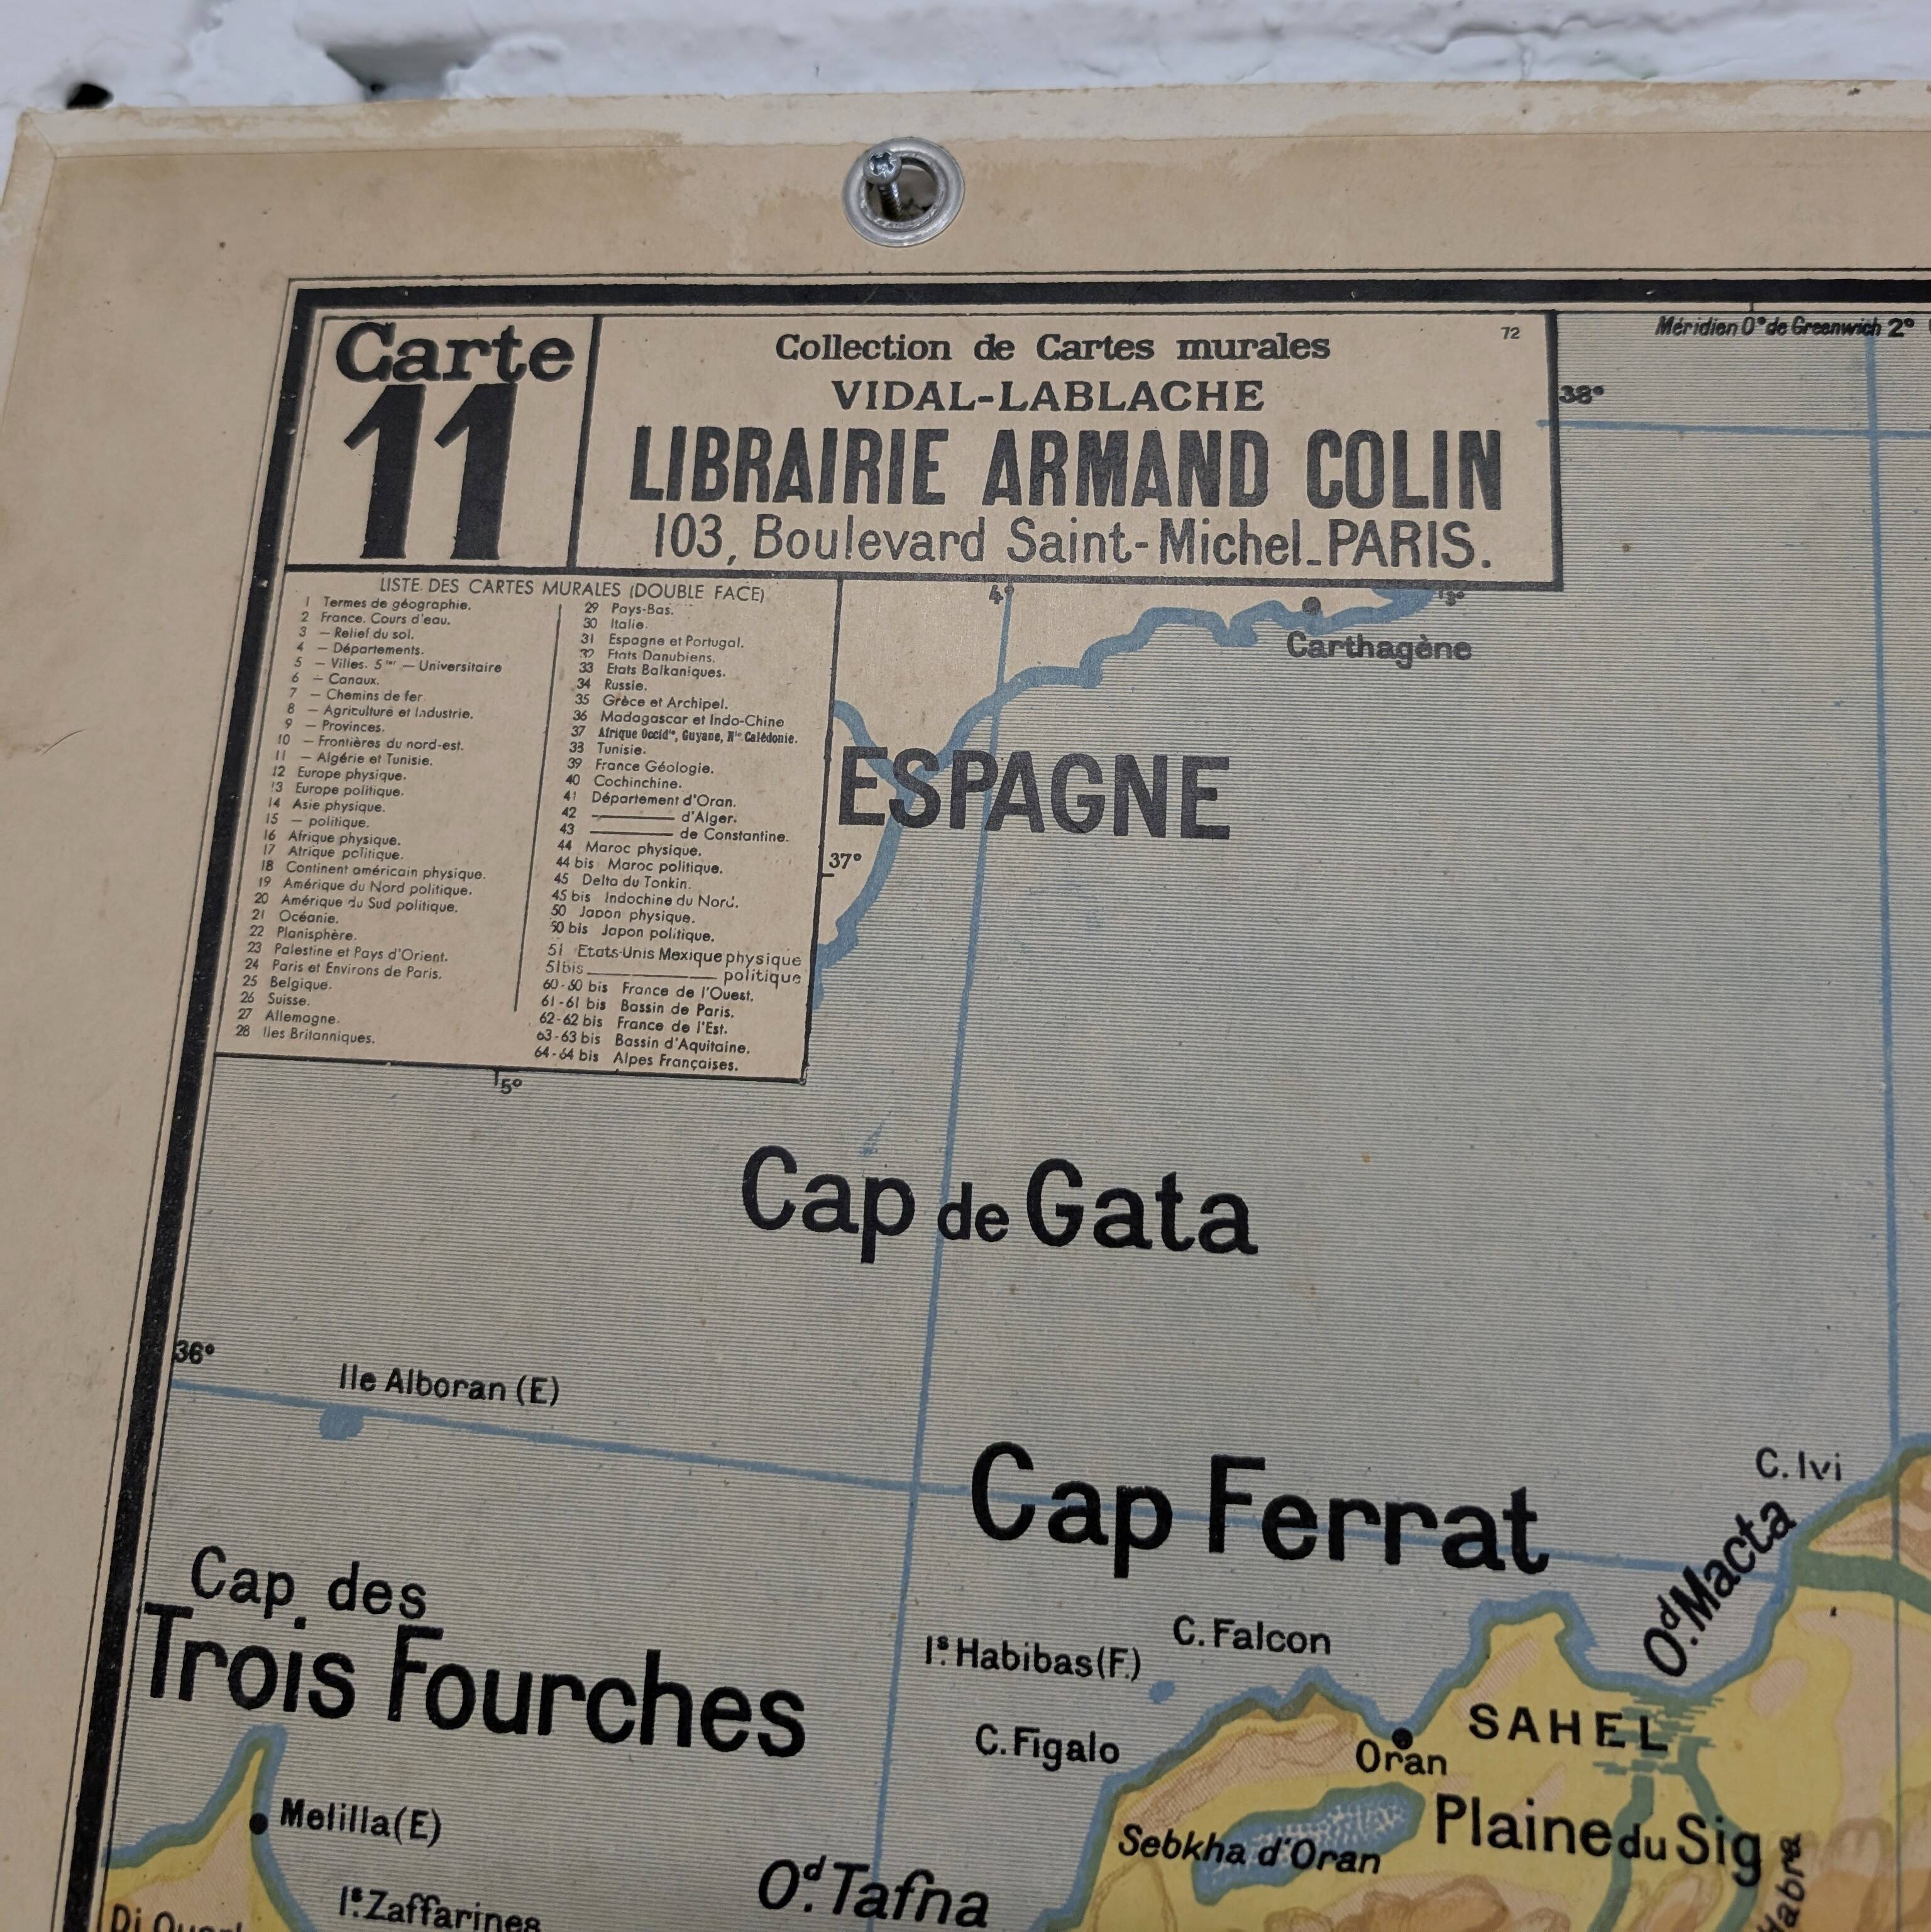 Carte
11
Collection de Cartes murales
72
VIDAL-LABLACHE
LIBRAIRIE ARMAND COLIN
103, Boulevard Saint-Michel_PARIS.
LISTE DES CARTES MURALES (DOUBLE FACE)
1 Termes de géographie.
2 France. Cours d'eau.
3 — Relief du sol.
4 — Départements.
5 — Villes. 5ter — Universitaire
6 — Canaux.
7 — Chemins de fer.
8 — Agriculture et Industrie.
9 — Provinces.
10 — Frontières du nord-est.
11 — Algérie et Tunisie.
12 Europe physique.
13 Europe politique.
14 Asie physique.
15 — politique.
16 Afrique physique.
17 Afrique politique.
18 Continent américain physique.
19 Amérique du Nord politique.
20 Amérique du Sud politique.
21 Océanie.
22 Planisphère.
23 Palestine et Pays d'Orient.
24 Paris et Environs de Paris.
25 Belgique.
26 Suisse.
27 Allemagne.
28 Iles Britanniques.
29 Pays-Bas.
30 Italie.
31 Espagne et Portugal.
32 Etats Danubiens.
33 Etats Balkaniques.
34 Russie.
35 Grèce et Archipel.
36 Madagascar et Indo-Chine
37 Afrique Occidle, Guyane, Nlle Calédonie.
38 Tunisie.
39 France Géologie.
40 Cochinchine.
41 Département d'Oran.
42 ——— d'Alger.
43 ——— de Constantine.
44 Maroc physique.
44 bis Maroc politique.
45 Delta du Tonkin.
45 bis Indochine du Nord.
50 Japon physique.
50 bis Japon politique.
51 Etats-Unis Mexique physique
51bis ——— politique
60-60 bis France de l'Ouest.
61-61 bis Bassin de Paris.
62-62 bis France de l'Est.
63-63 bis Bassin d'Aquitaine.
64-64 bis Alpes Françaises.
Méridien 0° de Greenwich 2°
38°
4°
3°
Carthagène
ESPAGNE
37°
5°
Cap de Gata
36°
Ile Alboran (E)
Cap Ferrat
C. Ivi
Od. Macta
Cap des
Trois Fourches
Is. Habibas (F.)
C. Falcon
C. Figalo
Oran
SAHEL
Melilla (E)
Sebkha d'Oran
Plaine du Sig
Od. Tafna
Is. Zaffarines